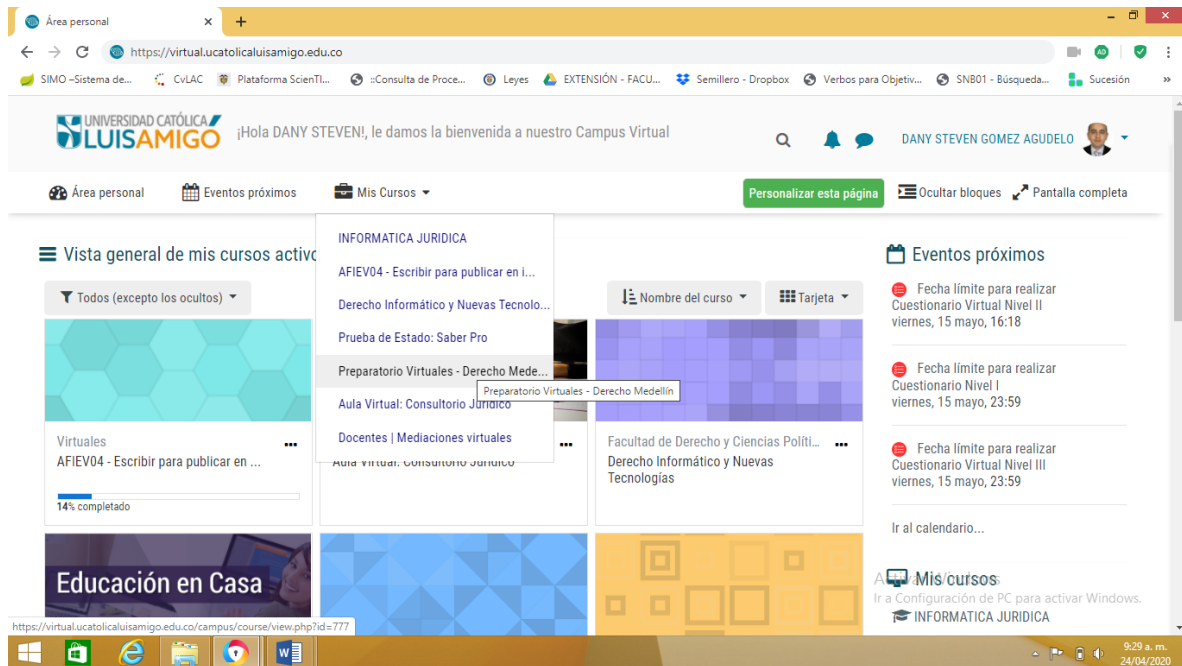 Área personal
https://virtual.ucatolicaluisamigo.edu.co
SIMO –Sistema de...
CvLAC
Plataforma ScienTI...
::Consulta de Proce...
Leyes
EXTENSIÓN - FACU...
Semillero - Dropbox
Verbos para Objetiv...
SNB01 - Búsqueda...
Sucesión
»
UNIVERSIDAD CATÓLICA
LUISAMIGÓ
¡Hola DANY STEVEN!, le damos la bienvenida a nuestro Campus Virtual
DANY STEVEN GOMEZ AGUDELO
Área personal
Eventos próximos
Mis Cursos
Personalizar esta página
Ocultar bloques
Pantalla completa
INFORMATICA JURIDICA
AFIEV04 - Escribir para publicar en i...
Derecho Informático y Nuevas Tecnolo...
Prueba de Estado: Saber Pro
Preparatorio Virtuales - Derecho Mede...
Preparatorio Virtuales - Derecho Medellín
Aula Virtual: Consultorio Jurídico
Docentes | Mediaciones virtuales
Vista general de mis cursos activo
Todos (excepto los ocultos)
Nombre del curso
Tarjeta
Virtuales
AFIEV04 - Escribir para publicar en ...
14% completado
Aula Virtual: Consultorio Jurídico
Facultad de Derecho y Ciencias Políti...
Derecho Informático y Nuevas
Tecnologías
Educación en Casa
Eventos próximos
Fecha límite para realizar
Cuestionario Virtual Nivel II
viernes, 15 mayo, 16:18
Fecha límite para realizar
Cuestionario Nivel I
viernes, 15 mayo, 23:59
Fecha límite para realizar
Cuestionario Virtual Nivel III
viernes, 15 mayo, 23:59
Ir al calendario...
Mis cursos
Activar Windows
Ir a Configuración de PC para activar Windows.
INFORMATICA JURIDICA
https://virtual.ucatolicaluisamigo.edu.co/campus/course/view.php?id=777
9:29 a. m.
24/04/2020